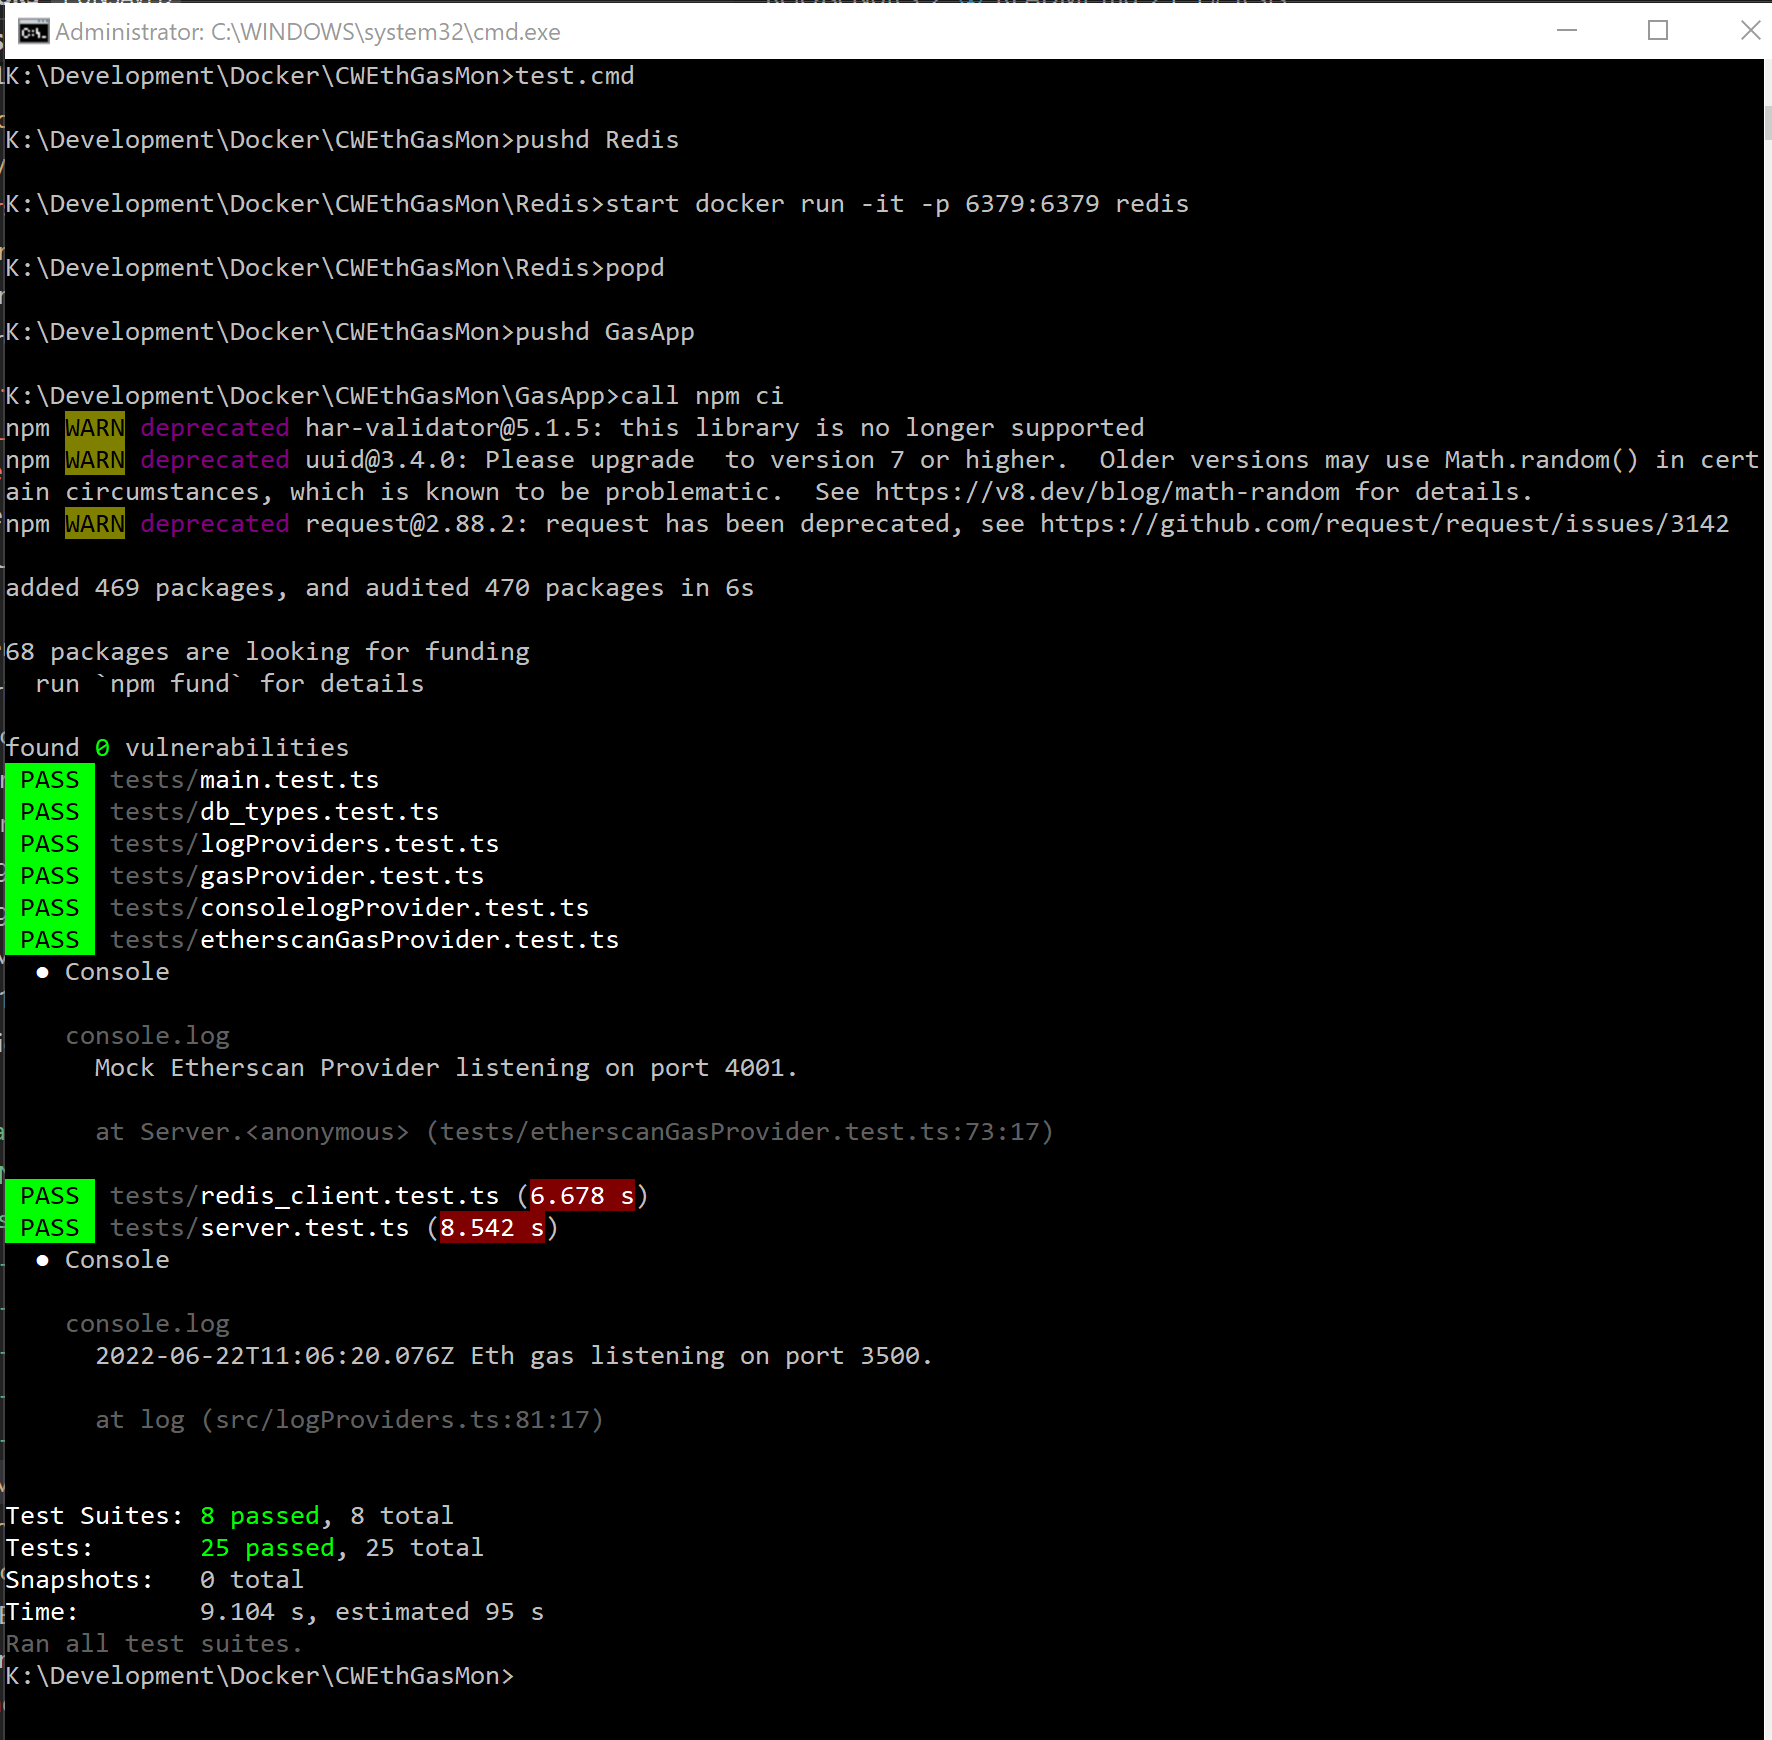 Administrator: C:\WINDOWS\system32\cmd.exe
K:\Development\Docker\CWEthGasMon>test.cmd
K:\Development\Docker\CWEthGasMon>pushd Redis
K:\Development\Docker\CWEthGasMon\Redis>start docker run -it -p 6379:6379 redis
K:\Development\Docker\CWEthGasMon\Redis>popd
K:\Development\Docker\CWEthGasMon>pushd GasApp
K:\Development\Docker\CWEthGasMon\GasApp>call npm ci
npm WARN deprecated har-validator@5.1.5: this library is no longer supported
npm WARN deprecated uuid@3.4.0: Please upgrade  to version 7 or higher.  Older versions may use Math.random() in cert
ain circumstances, which is known to be problematic.  See https://v8.dev/blog/math-random for details.
npm WARN deprecated request@2.88.2: request has been deprecated, see https://github.com/request/request/issues/3142
added 469 packages, and audited 470 packages in 6s
68 packages are looking for funding
  run `npm fund` for details
found 0 vulnerabilities
PASS tests/main.test.ts
PASS tests/db_types.test.ts
PASS tests/logProviders.test.ts
PASS tests/gasProvider.test.ts
PASS tests/consolelogProvider.test.ts
PASS tests/etherscanGasProvider.test.ts
● Console
console.log
Mock Etherscan Provider listening on port 4001.
at Server.<anonymous> (tests/etherscanGasProvider.test.ts:73:17)
PASS tests/redis_client.test.ts (6.678 s)
PASS tests/server.test.ts (8.542 s)
● Console
console.log
2022-06-22T11:06:20.076Z Eth gas listening on port 3500.
at log (src/logProviders.ts:81:17)
Test Suites: 8 passed, 8 total
Tests:       25 passed, 25 total
Snapshots:   0 total
Time:        9.104 s, estimated 95 s
Ran all test suites.
K:\Development\Docker\CWEthGasMon>